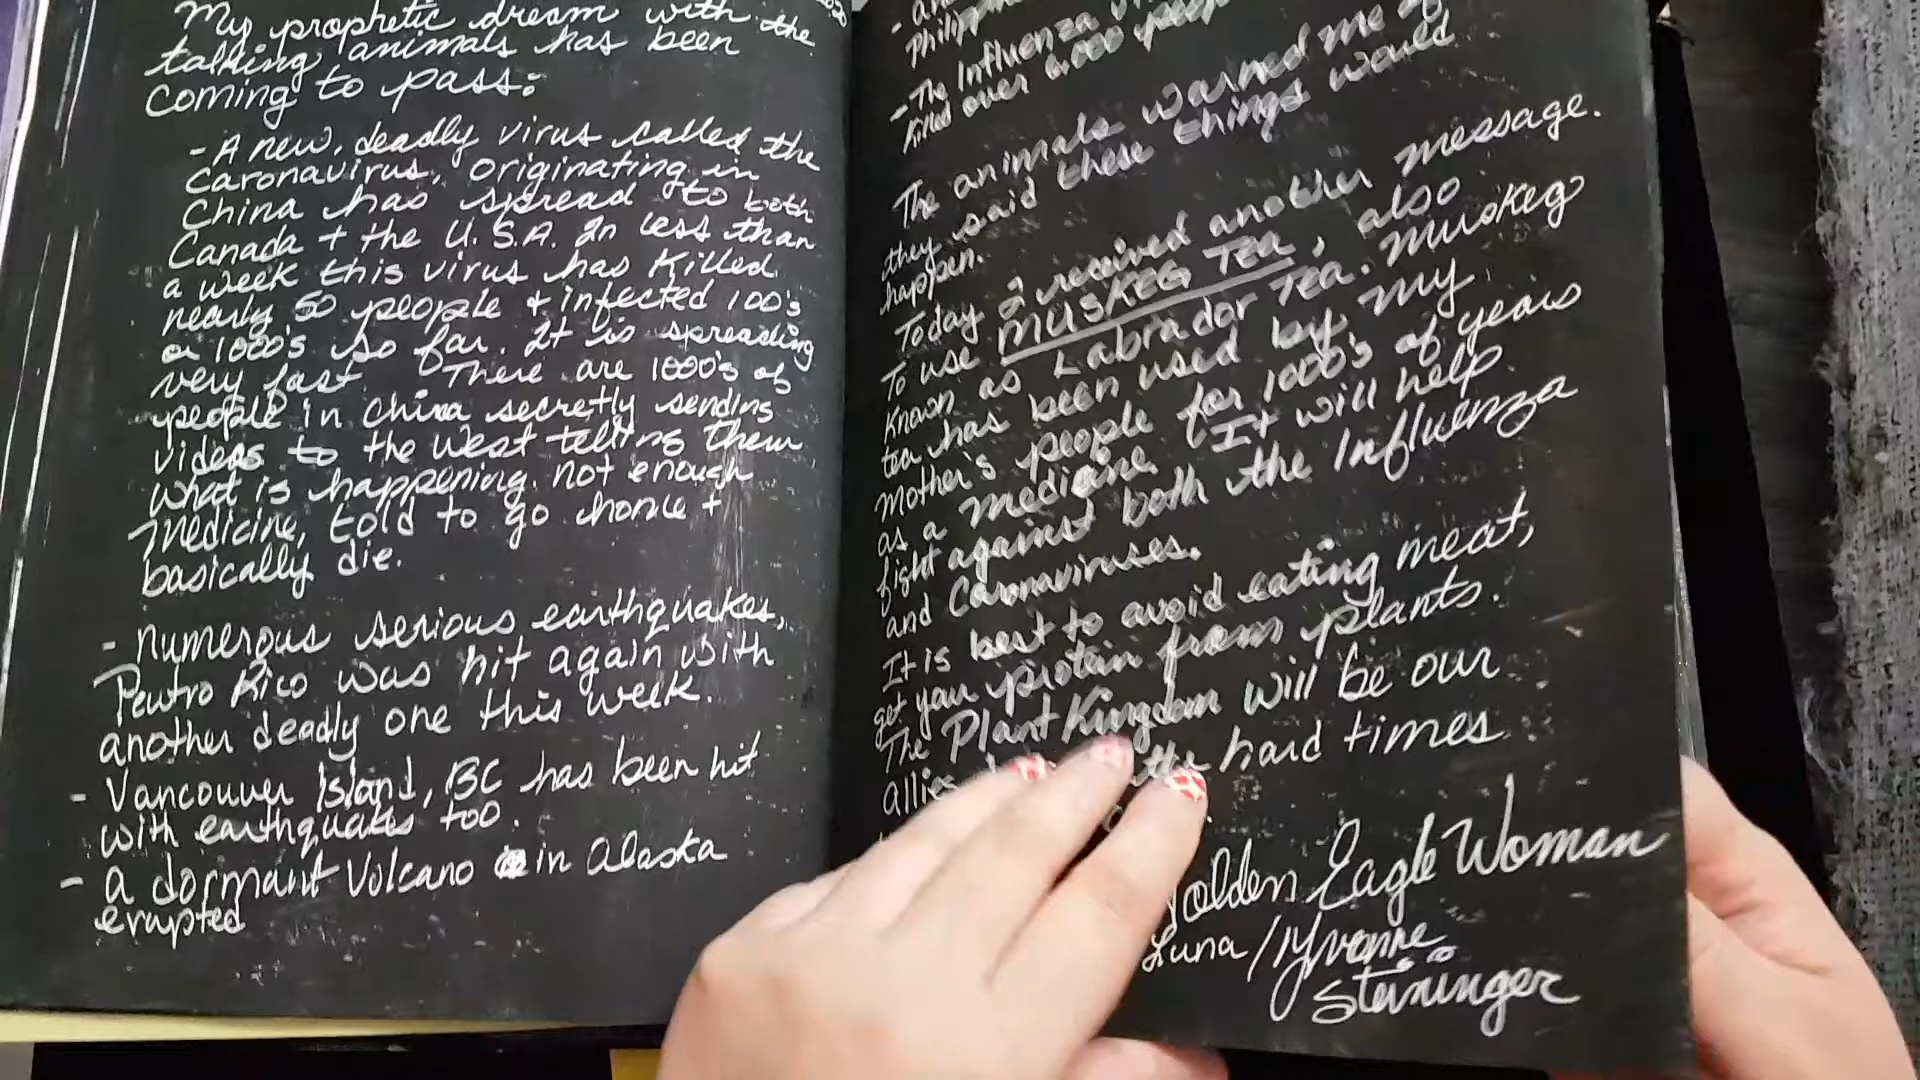 2020
My prophetic dream with the
talking animals has been
coming to pass:
- A new, deadly virus called the
Caronavirus, originating in
China has spread to both
Canada + the U.S.A. In less than
a week this virus has killed
nearly 50 people + infected 100's
or 1000's so far. It is spreading
very fast. There are 1000's of
people in China secretly sending
videos to the west telling them
what is happening. not enough
medicine, told to go home +
basically die.
- Numerous serious earthquakes,
Peutro Rico was hit again with
another deadly one this week.
- Vancouver Island, BC has been hit
with earthquakes too.
- a dormant Volcano in Alaska
erupted
- The Influenza
killed over 6,000
The animals warned me of
they said these things would
happen.
Today I received another message.
To use MUSKEG TEA, also
known as Labrador Tea. Muskeg
tea has been used by my
Mother's people for 1000's of years
as a medicine. It will help
fight against both the Influenza
and Caronaviruses.
It is best to avoid eating meat,
get your protein from plants.
The Plant Kingdom will be our
allies the hard times
Golden Eagle Woman
Luna / Yvonne
Steininger